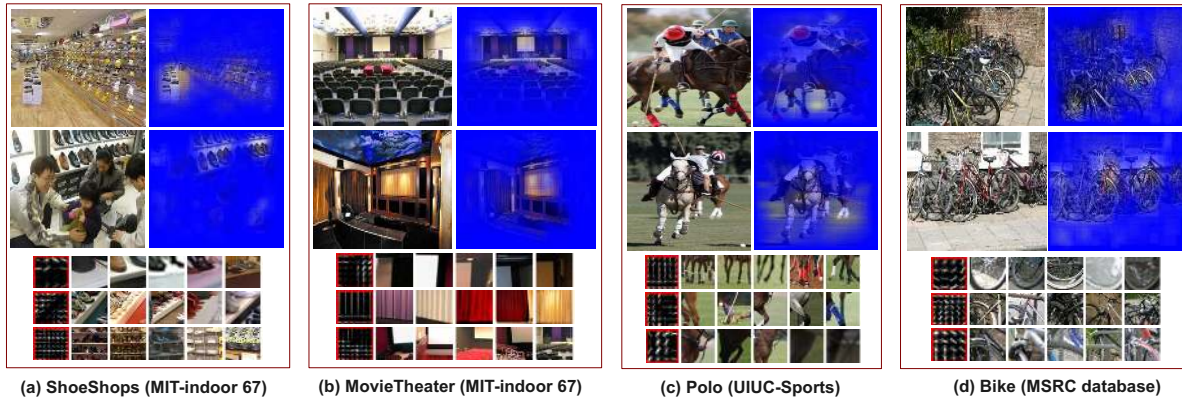 (a) ShoeShops (MIT-indoor 67)
(b) MovieTheater (MIT-indoor 67)
(c) Polo (UIUC-Sports)
(d) Bike (MSRC database)